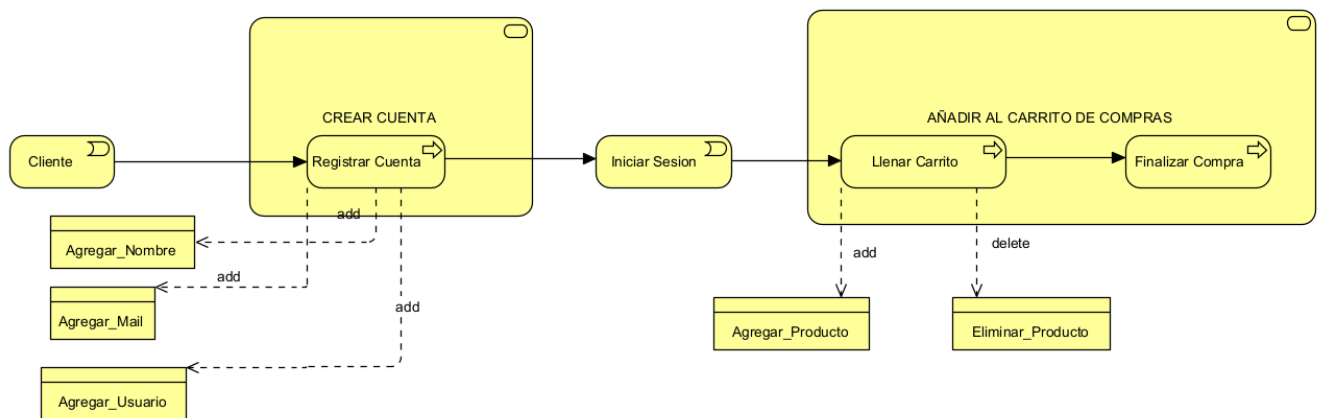 CREAR CUENTA
AÑADIR AL CARRITO DE COMPRAS
Cliente
Registrar Cuenta
Iniciar Sesion
Llenar Carrito
Finalizar Compra
add
Agregar_Nombre
add
Agregar_Mail
add
Agregar_Usuario
add
delete
Agregar_Producto
Eliminar_Producto